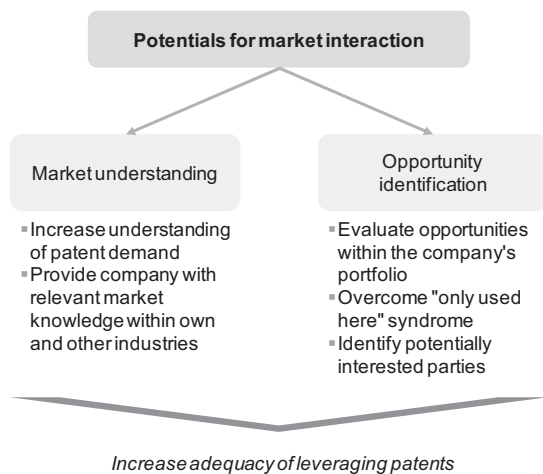 Potentials for market interaction
Market understanding
▪Increase understanding
of patent demand
▪Provide company with
relevant market
knowledge within own
and other industries
Opportunity
identification
▪Evaluate opportunities
within the company's
portfolio
▪Overcome "only used
here" syndrome
▪Identify potentially
interested parties
Increase adequacy of leveraging patents